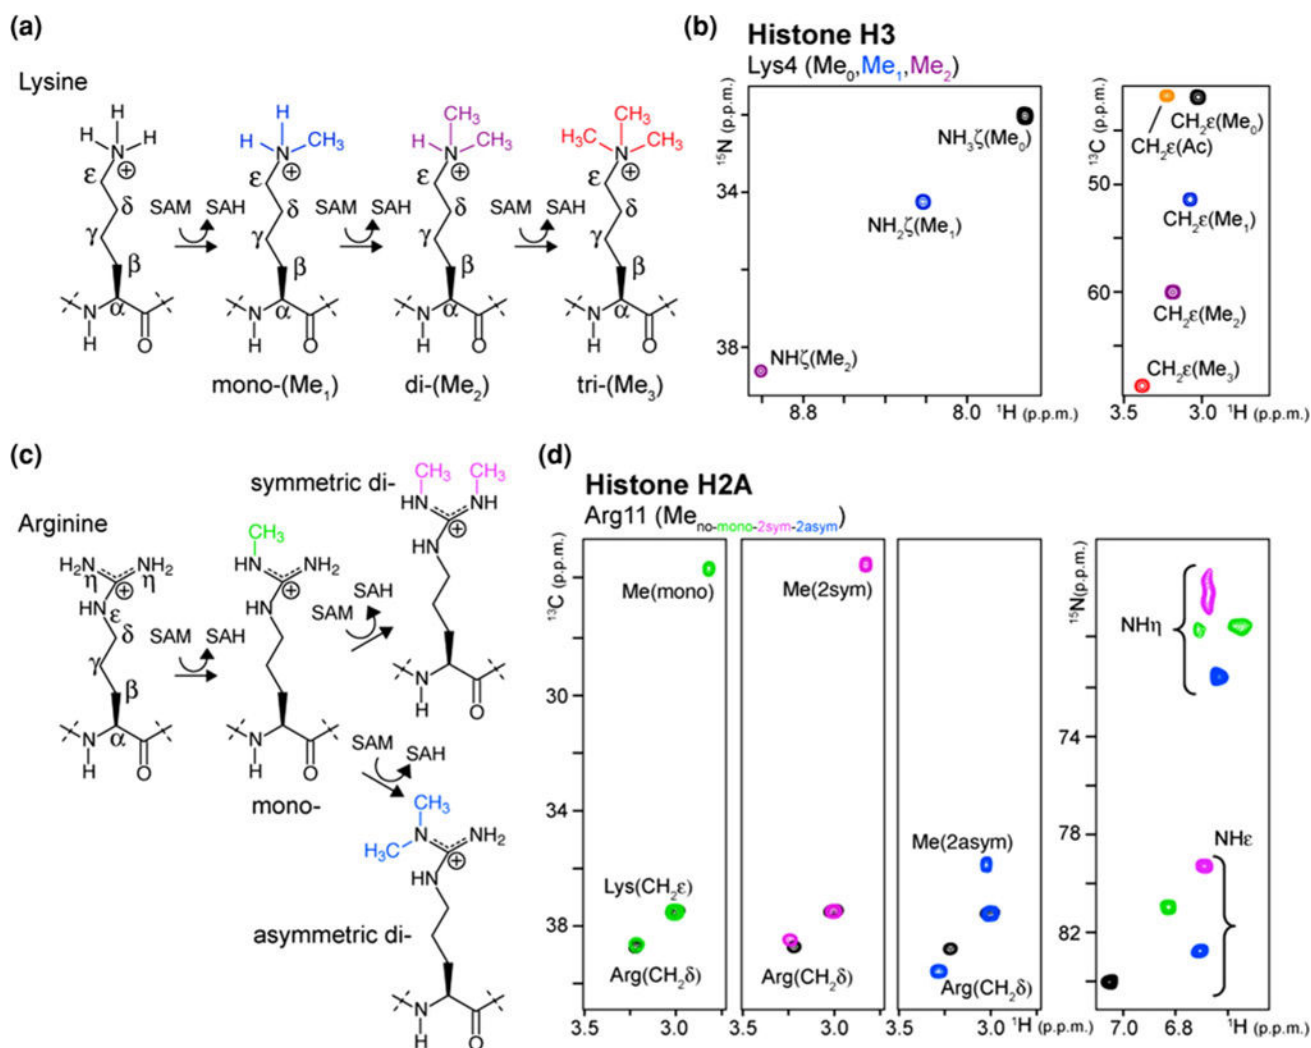 (a)
Lysine
H H H N ⊕
ε δ γ β α
N H O
SAM SAH
H H N CH₃ ⊕
ε δ γ β α
N H O
mono-(Me₁)
SAM SAH
CH₃ H N CH₃ ⊕
ε δ γ β α
N H O
di-(Me₂)
SAM SAH
CH₃ H₃C N CH₃ ⊕
ε δ γ β α
N H O
tri-(Me₃)
(b)
Histone H3
Lys4 (Me₀,Me₁,Me₂)
¹⁵N (p.p.m.)
34
38
NH₃ζ(Me₀)
NH₂ζ(Me₁)
NHζ(Me₂)
8.8 8.0 ¹H (p.p.m.)
¹³C (p.p.m.)
50
60
CH₂ε(Me₀)
CH₂ε(Ac)
CH₂ε(Me₁)
CH₂ε(Me₂)
CH₂ε(Me₃)
3.5 3.0 ¹H (p.p.m.)
(c)
Arginine
H₂N NH₂
η η
⊕
HN ε
δ
γ
β
α
N H O
SAM SAH
CH₃
HN NH₂
⊕
HN
N H O
mono-
SAM SAH
symmetric di-
CH₃ CH₃
HN NH
⊕
HN
N H O
SAM SAH
CH₃
H₃C N NH₂
⊕
HN
N H O
asymmetric di-
(d)
Histone H2A
Arg11 (Me no-mono-2sym-2asym)
¹³C (p.p.m.)
30
34
38
Me(mono)
Lys(CH₂ε)
Arg(CH₂δ)
3.5 3.0
Me(2sym)
Arg(CH₂δ)
3.5 3.0
Me(2asym)
Arg(CH₂δ)
3.5 3.0 ¹H (p.p.m.)
¹⁵N(p.p.m.)
74
78
82
NHη
NHε
7.0 6.8 ¹H (p.p.m.)